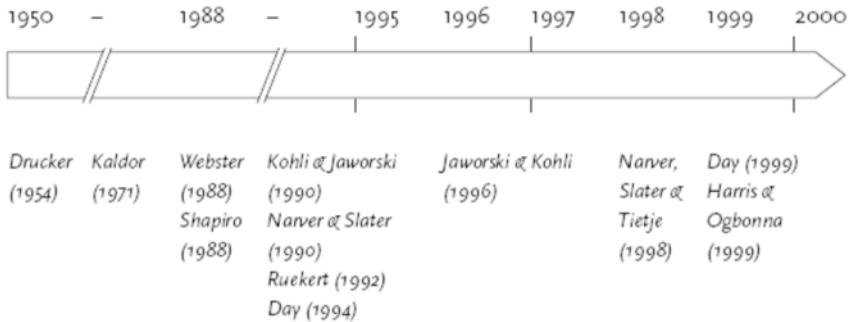 1950 – 1988 – 1995 1996 1997 1998 1999 2000
Drucker
(1954)
Kaldor
(1971)
Webster
(1988)
Shapiro
(1988)
Kohli & Jaworski
(1990)
Narver & Slater
(1990)
Ruekert (1992)
Day (1994)
Jaworski & Kohli
(1996)
Narver,
Slater &
Tietje
(1998)
Day (1999)
Harris &
Ogbonna
(1999)